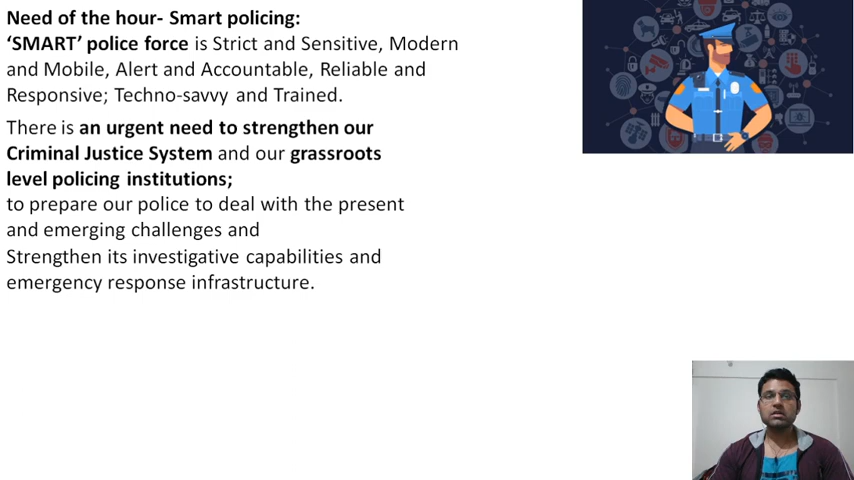 Need of the hour- Smart policing:
‘SMART’ police force is Strict and Sensitive, Modern
and Mobile, Alert and Accountable, Reliable and
Responsive; Techno-savvy and Trained.
There is an urgent need to strengthen our
Criminal Justice System and our grassroots
level policing institutions;
to prepare our police to deal with the present
and emerging challenges and
Strengthen its investigative capabilities and
emergency response infrastructure.